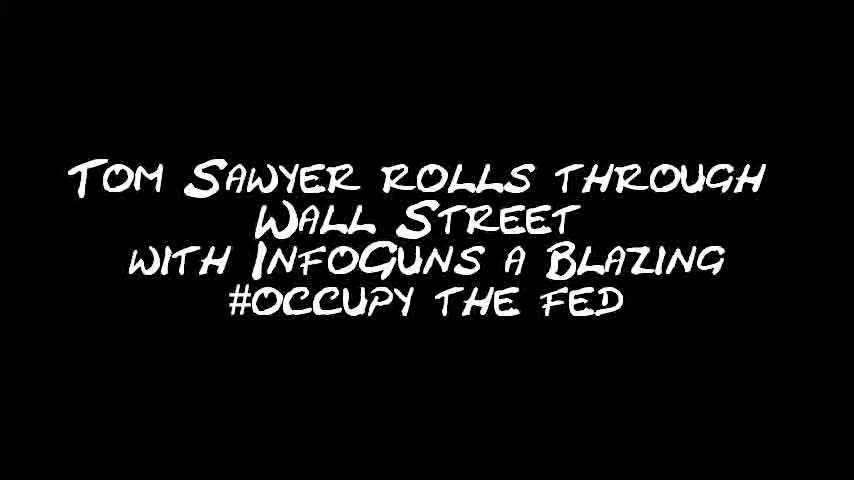 Tom Sawyer rolls through
Wall Street
with InfoGuns a Blazing
#occupy the fed